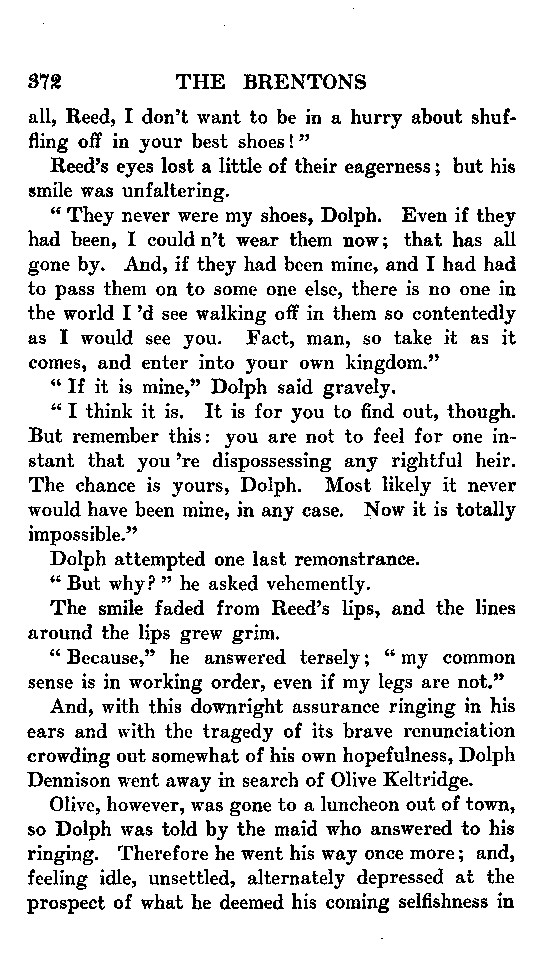 372 THE BRENTONS
all, Reed, I don't want to be in a hurry about shuf-
fling off in your best shoes!"
Reed's eyes lost a little of their eagerness; but his
smile was unfaltering.
"They never were my shoes, Dolph. Even if they
had been, I could n't wear them now; that has all
gone by. And, if they had been mine, and I had had
to pass them on to some one else, there is no one in
the world I 'd see walking off in them so contentedly
as I would see you. Fact, man, so take it as it
comes, and enter into your own kingdom."
"If it is mine," Dolph said gravely.
"I think it is. It is for you to find out, though.
But remember this: you are not to feel for one in-
stant that you 're dispossessing any rightful heir.
The chance is yours, Dolph. Most likely it never
would have been mine, in any case. Now it is totally
impossible."
Dolph attempted one last remonstrance.
"But why?" he asked vehemently.
The smile faded from Reed's lips, and the lines
around the lips grew grim.
"Because," he answered tersely; "my common
sense is in working order, even if my legs are not."
And, with this downright assurance ringing in his
ears and with the tragedy of its brave renunciation
crowding out somewhat of his own hopefulness, Dolph
Dennison went away in search of Olive Keltridge.
Olive, however, was gone to a luncheon out of town,
so Dolph was told by the maid who answered to his
ringing. Therefore he went his way once more; and,
feeling idle, unsettled, alternately depressed at the
prospect of what he deemed his coming selfishness in